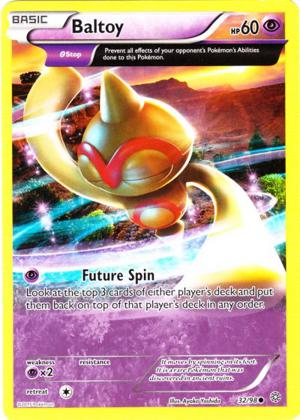 BASIC
Baltoy
HP60
θStop
Prevent all effects of your opponent's Pokémon's Abilities
done to this Pokémon.
Future Spin
Look at the top 3 cards of either player's deck and put
them back on top of that player's deck in any order.
weakness
×2
resistance
retreat
It moves by spinning on its foot.
It is a rare Pokémon that was
discovered in ancient ruins.
Illus. Ayaka Yoshida
32/98